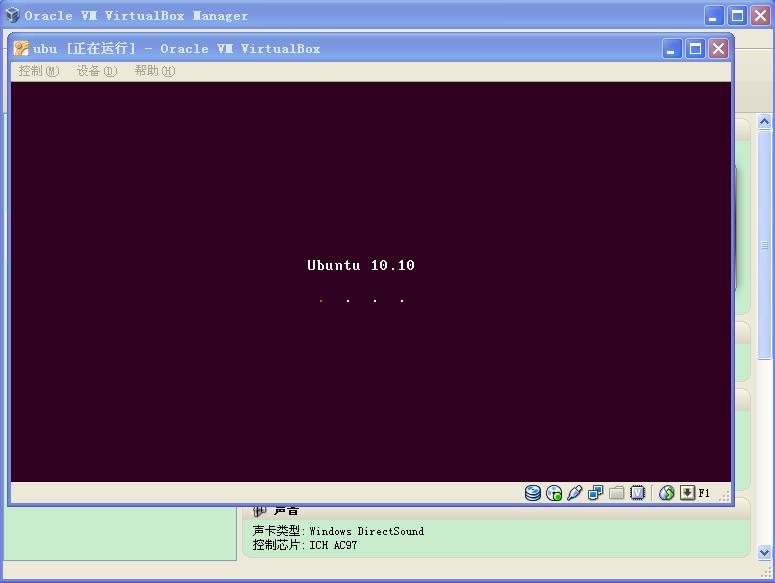 Oracle VM VirtualBox Manager
ubu [正在运行] - Oracle VM VirtualBox
控制(M) 设备(D) 帮助(H)
Ubuntu 10.10
F1
声音
声卡类型: Windows DirectSound
控制芯片: ICH AC97